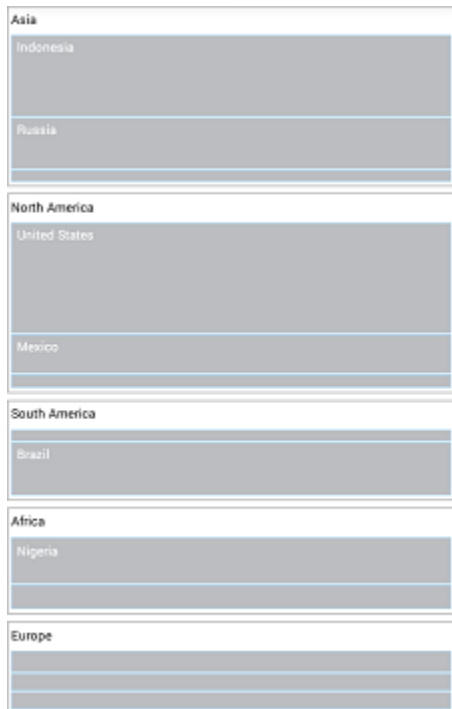 Asia
Indonesia
Russia
North America
United States
Mexico
South America
Brazil
Africa
Nigeria
Europe